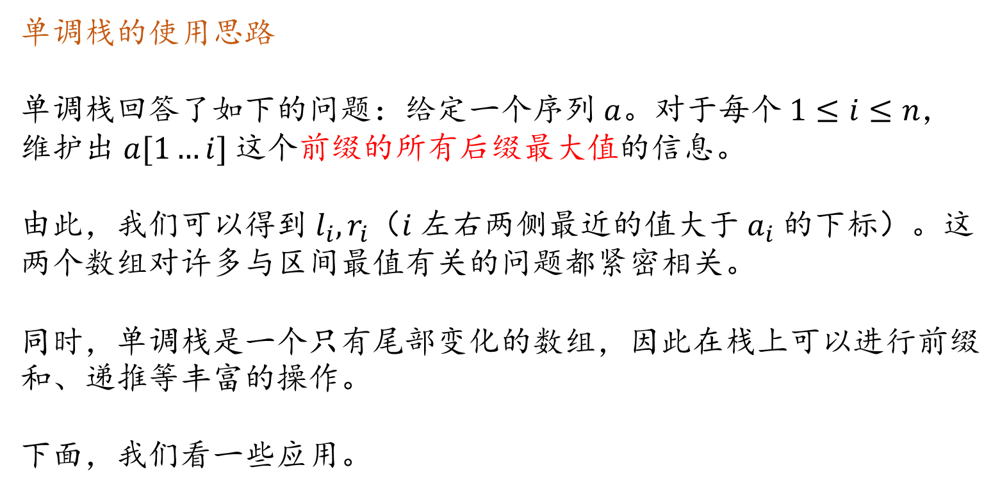 单调栈的使用思路
单调栈回答了如下的问题：给定一个序列 a。对于每个 1 ≤ i ≤ n，
维护出 a[1 … i] 这个前缀的所有后缀最大值的信息。
由此，我们可以得到 lᵢ, rᵢ（i 左右两侧最近的值大于 aᵢ 的下标）。这
两个数组对许多与区间最值有关的问题都紧密相关。
同时，单调栈是一个只有尾部变化的数组，因此在栈上可以进行前缀
和、递推等丰富的操作。
下面，我们看一些应用。